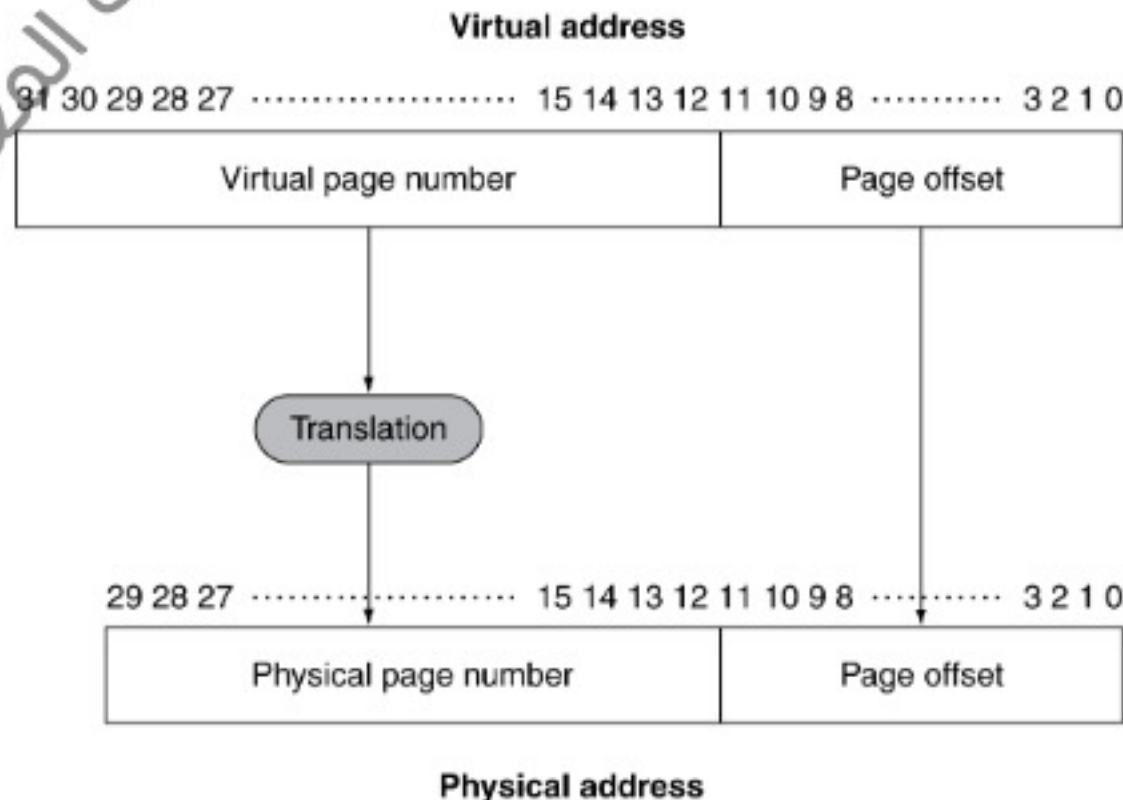 Virtual address
31 30 29 28 27 ...................... 15 14 13 12 11 10 9 8 ........... 3 2 1 0
Virtual page number Page offset
Translation
29 28 27 ...................... 15 14 13 12 11 10 9 8 ........... 3 2 1 0
Physical page number Page offset
Physical address